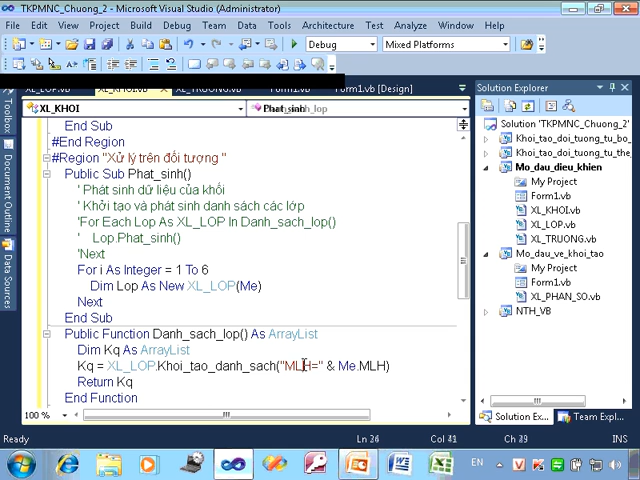 TKPMNC_Chuong_2 - Microsoft Visual Studio (Administrator)
File Edit View Project Build Debug Team Data Tools Architecture Test Analyze Window Help
Debug Mixed Platforms
XL_LOP.vb XL_KHOI.vb XL_TRUONG.vb Form1.vb Form1.vb [Design]
XL_KHOI
End Sub
#End Region
#Region "Xử lý trên đối tượng "
Public Sub Phat_sinh()
' Phát sinh dữ liệu của khối
' Khởi tạo và phát sinh danh sách các lớp
'For Each Lop As XL_LOP In Danh_sach_lop()
' Lop.Phat_sinh()
'Next
For i As Integer = 1 To 6
Dim Lop As New XL_LOP(Me)
Next
End Sub
Public Function Danh_sach_lop() As ArrayList
Dim Kq As ArrayList
Kq = XL_LOP.Khoi_tao_danh_sach("MLH=" & Me.MLH)
Return Kq
End Function
100 %
Document Outline
Data Sources
Solution Explorer
Solution 'TKPMNC_Chuong_2'
Khoi_tao_doi_tuong_tu_bo_
Khoi_tao_doi_tuong_tu_the_
Mo_dau_dieu_khien
My Project
Form1.vb
XL_KHOI.vb
XL_LOP.vb
XL_TRUONG.vb
Mo_dau_ve_khoi_tao
My Project
Form1.vb
XL_PHAN_SO.vb
NTH_VB
Solution Ex... Team Expl...
Ready Col 41 INS
EN 4:56 PM